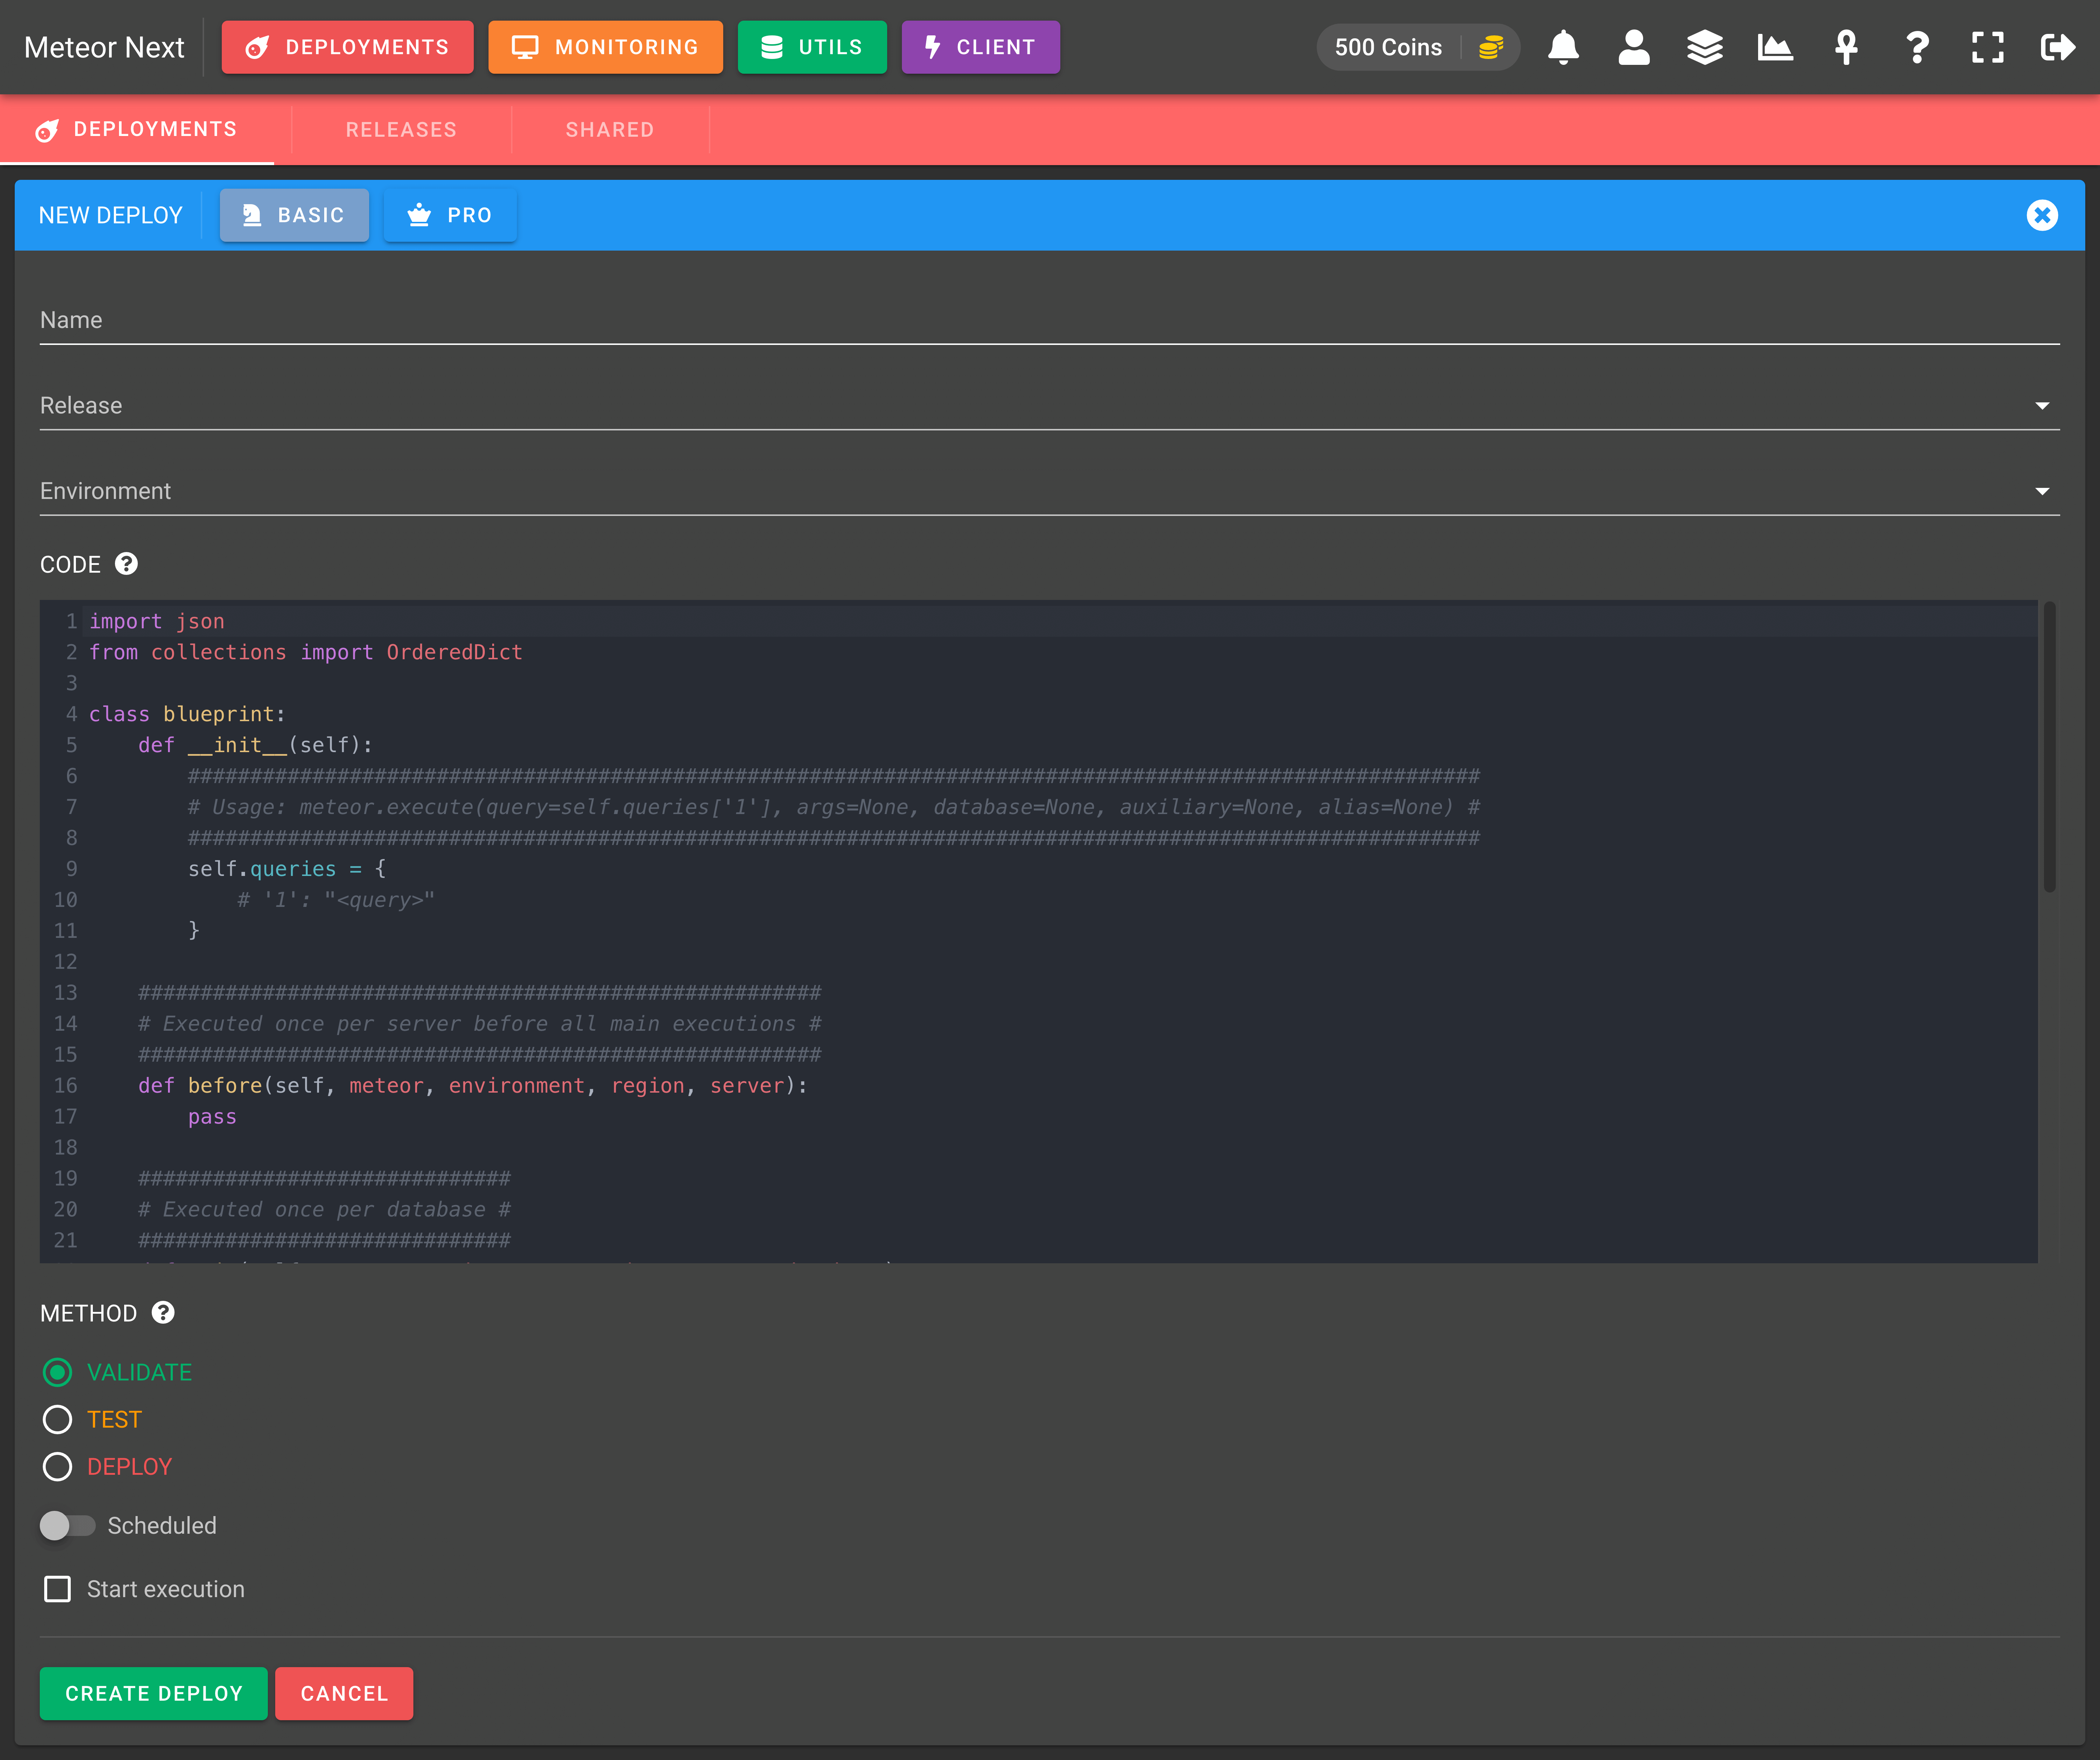 Meteor Next DEPLOYMENTS MONITORING UTILS CLIENT 500 Coins
DEPLOYMENTS RELEASES SHARED
NEW DEPLOY BASIC PRO
Name
Release
Environment
CODE
1 import json
2 from collections import OrderedDict
3
4 class blueprint:
5     def __init__(self):
6         ########################################################################################################
7         # Usage: meteor.execute(query=self.queries['1'], args=None, database=None, auxiliary=None, alias=None) #
8         ########################################################################################################
9         self.queries = {
10             # '1': "<query>"
11         }
12
13     #######################################################
14     # Executed once per server before all main executions #
15     #######################################################
16     def before(self, meteor, environment, region, server):
17         pass
18
19     ##############################
20     # Executed once per database #
21     ##############################
METHOD
VALIDATE
TEST
DEPLOY
Scheduled
Start execution
CREATE DEPLOY CANCEL